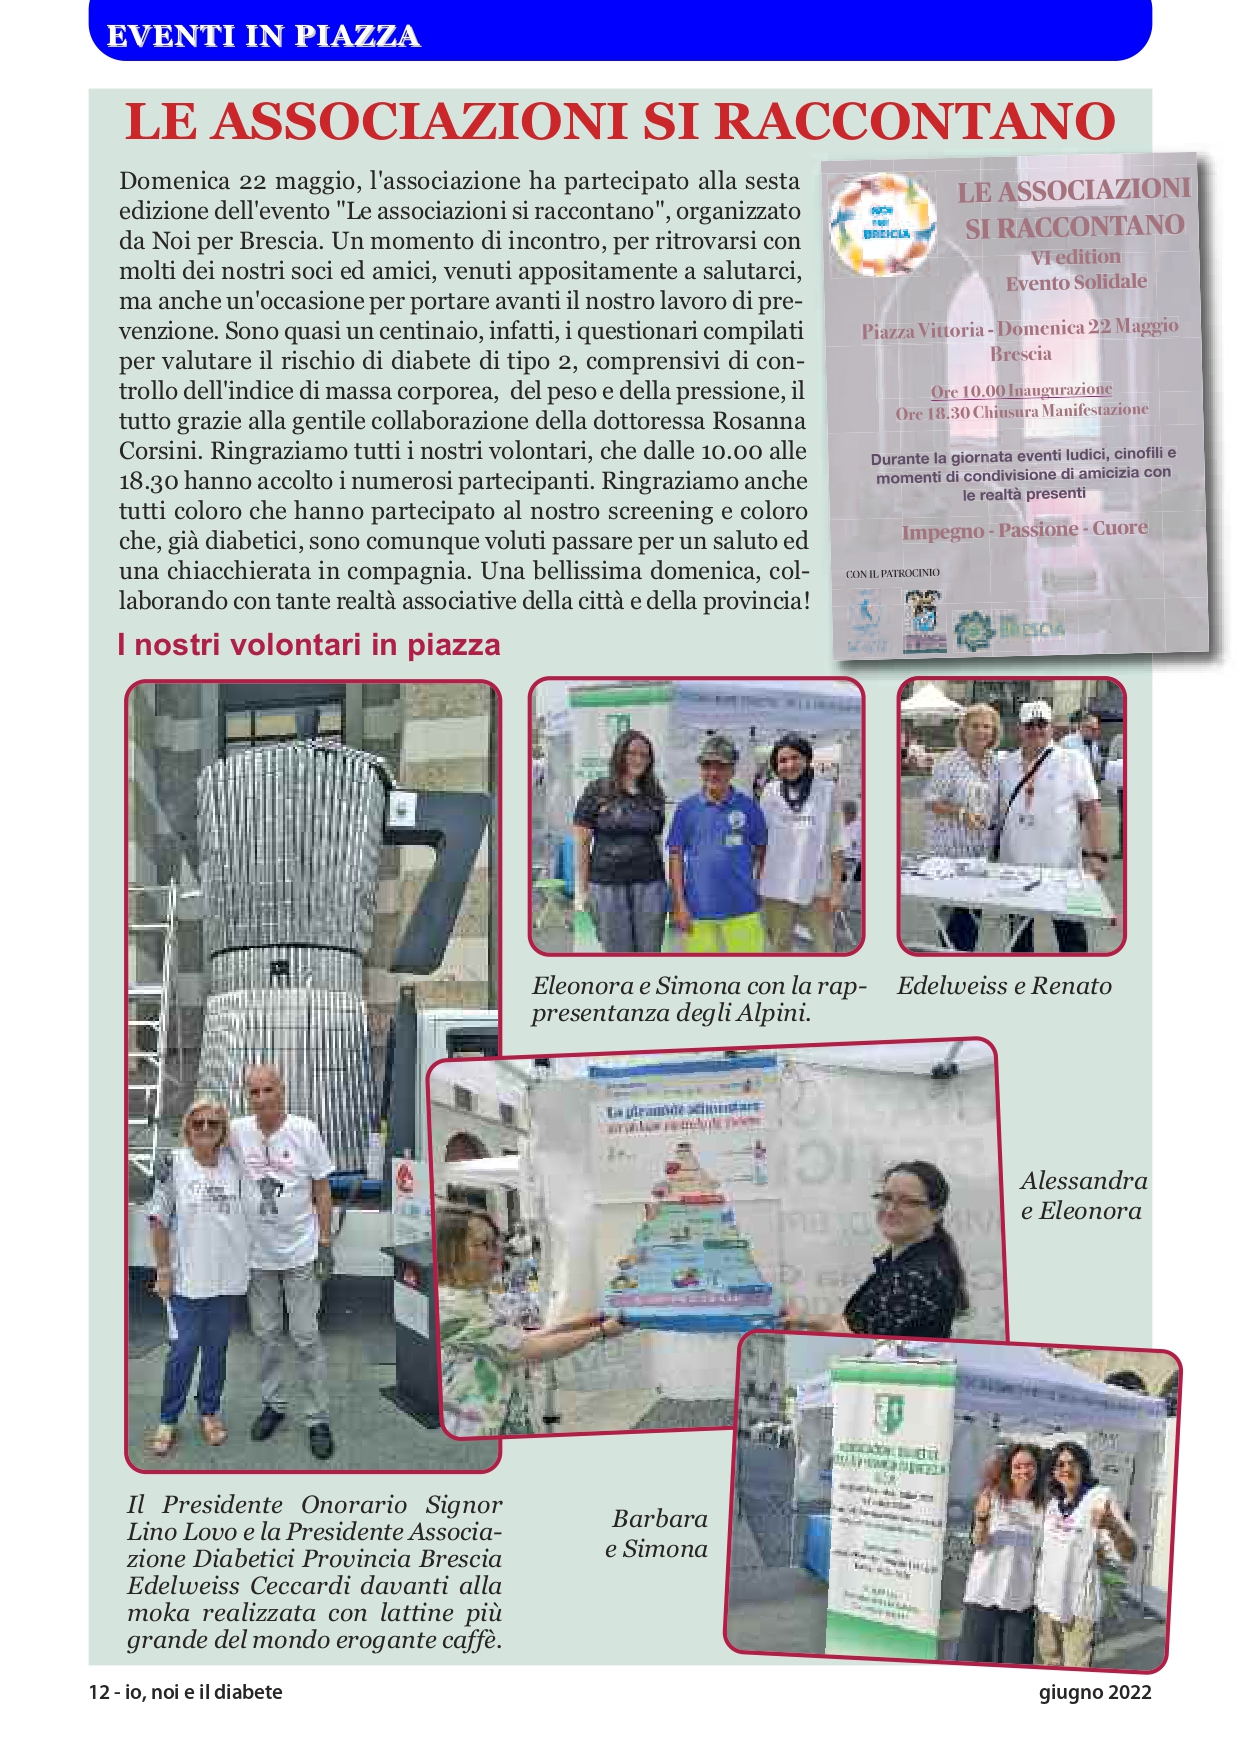 EVENTI IN PIAZZA
LE ASSOCIAZIONI SI RACCONTANO
Domenica 22 maggio, l'associazione ha partecipato alla sesta
edizione dell'evento "Le associazioni si raccontano", organizzato
da Noi per Brescia. Un momento di incontro, per ritrovarsi con
molti dei nostri soci ed amici, venuti appositamente a salutarci,
ma anche un'occasione per portare avanti il nostro lavoro di pre-
venzione. Sono quasi un centinaio, infatti, i questionari compilati
per valutare il rischio di diabete di tipo 2, comprensivi di con-
trollo dell'indice di massa corporea, del peso e della pressione, il
tutto grazie alla gentile collaborazione della dottoressa Rosanna
Corsini. Ringraziamo tutti i nostri volontari, che dalle 10.00 alle
18.30 hanno accolto i numerosi partecipanti. Ringraziamo anche
tutti coloro che hanno partecipato al nostro screening e coloro
che, già diabetici, sono comunque voluti passare per un saluto ed
una chiacchierata in compagnia. Una bellissima domenica, col-
laborando con tante realtà associative della città e della provincia!
NOI
PER
BRESCIA
LE ASSOCIAZIONI
SI RACCONTANO
VI edition
Evento Solidale
Piazza Vittoria - Domenica 22 Maggio
Brescia
Ore 10.00 Inaugurazione
Ore 18.30 Chiusura Manifestazione
Durante la giornata eventi ludici, cinofili e
momenti di condivisione di amicizia con
le realtà presenti
Impegno - Passione - Cuore
CON IL PATROCINIO
BRESCIA
I nostri volontari in piazza
Eleonora e Simona con la rap-
presentanza degli Alpini.
Edelweiss e Renato
La piramide alimentare
Alessandra
e Eleonora
Il Presidente Onorario Signor
Lino Lovo e la Presidente Associa-
zione Diabetici Provincia Brescia
Edelweiss Ceccardi davanti alla
moka realizzata con lattine più
grande del mondo erogante caffè.
Barbara
e Simona
12 - io, noi e il diabete
giugno 2022